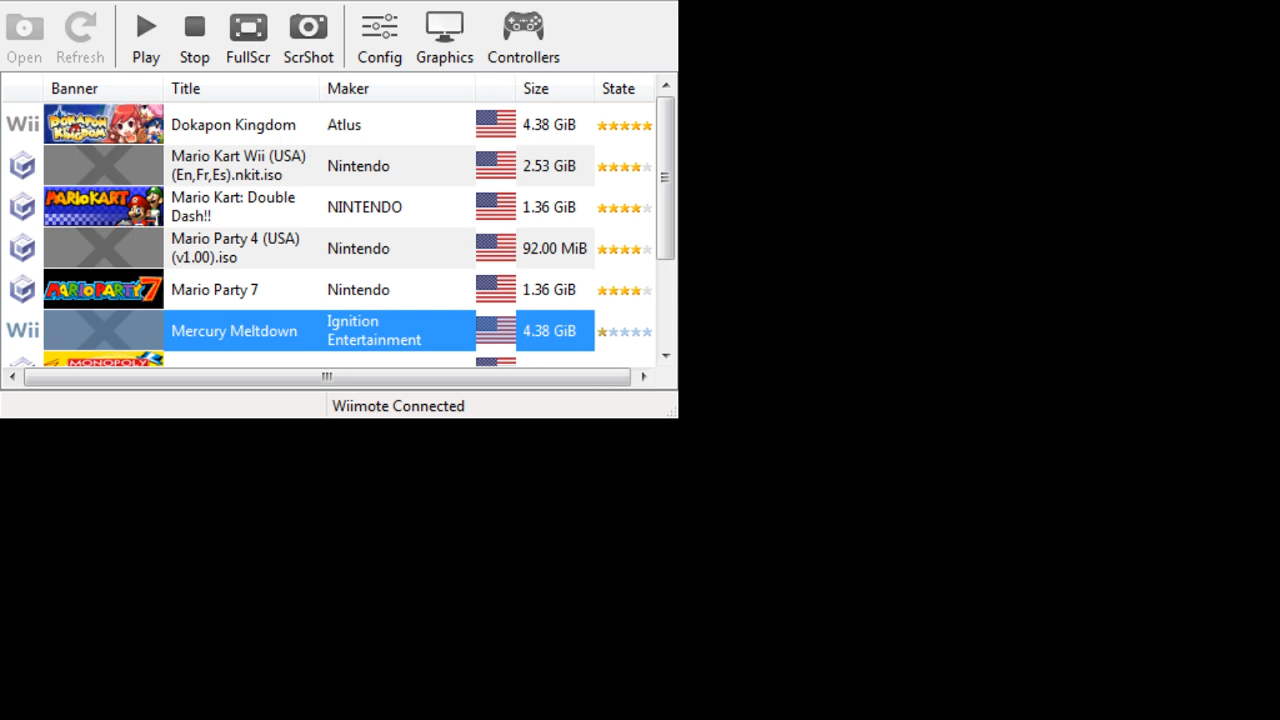 Open Refresh Play Stop FullScr ScrShot Config Graphics Controllers
Banner Title Maker Size State
Wii DOKAPON KINGDOM Dokapon Kingdom Atlus 4.38 GiB
Mario Kart Wii (USA)
(En,Fr,Es).nkit.iso Nintendo 2.53 GiB
MARIOKART Mario Kart: Double
Dash!! NINTENDO 1.36 GiB
Mario Party 4 (USA)
(v1.00).iso Nintendo 92.00 MiB
MARIO PARTY 7 Mario Party 7 Nintendo 1.36 GiB
Wii Mercury Meltdown Ignition
Entertainment 4.38 GiB
MONOPOLY
Wiimote Connected